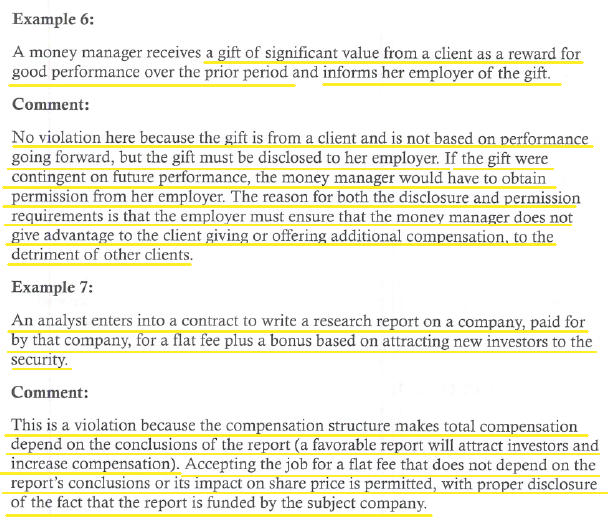 Example 6:
A money manager receives a gift of significant value from a client as a reward for
good performance over the prior period and informs her employer of the gift.
Comment:
No violation here because the gift is from a client and is not based on performance
going forward, but the gift must be disclosed to her employer. If the gift were
contingent on future performance, the money manager would have to obtain
permission from her employer. The reason for both the disclosure and permission
requirements is that the employer must ensure that the money manager does not
give advantage to the client giving or offering additional compensation, to the
detriment of other clients.
Example 7:
An analyst enters into a contract to write a research report on a company, paid for
by that company, for a flat fee plus a bonus based on attracting new investors to the
security.
Comment:
This is a violation because the compensation structure makes total compensation
depend on the conclusions of the report (a favorable report will attract investors and
increase compensation). Accepting the job for a flat fee that does not depend on the
report's conclusions or its impact on share price is permitted, with proper disclosure
of the fact that the report is funded by the subject company.